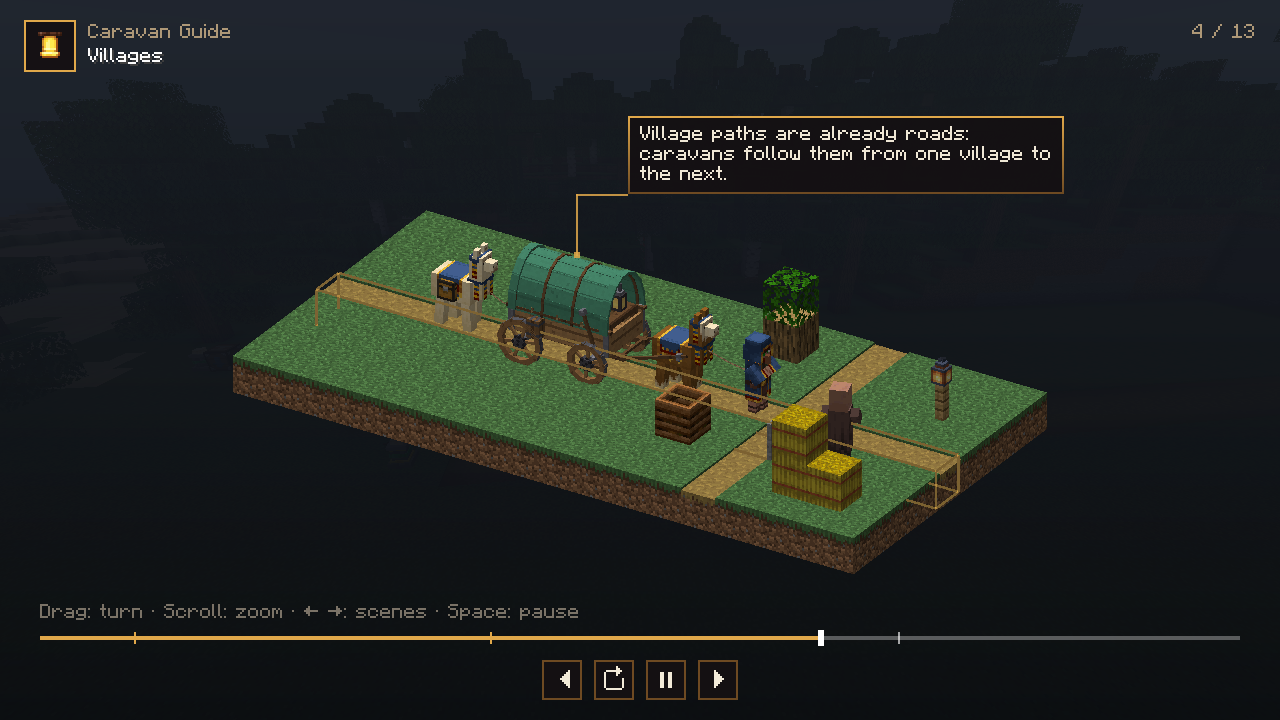 Caravan Guide
Villages
4 / 13
Village paths are already roads:
caravans follow them from one village to
the next.
Drag: turn · Scroll: zoom · ← →: scenes · Space: pause